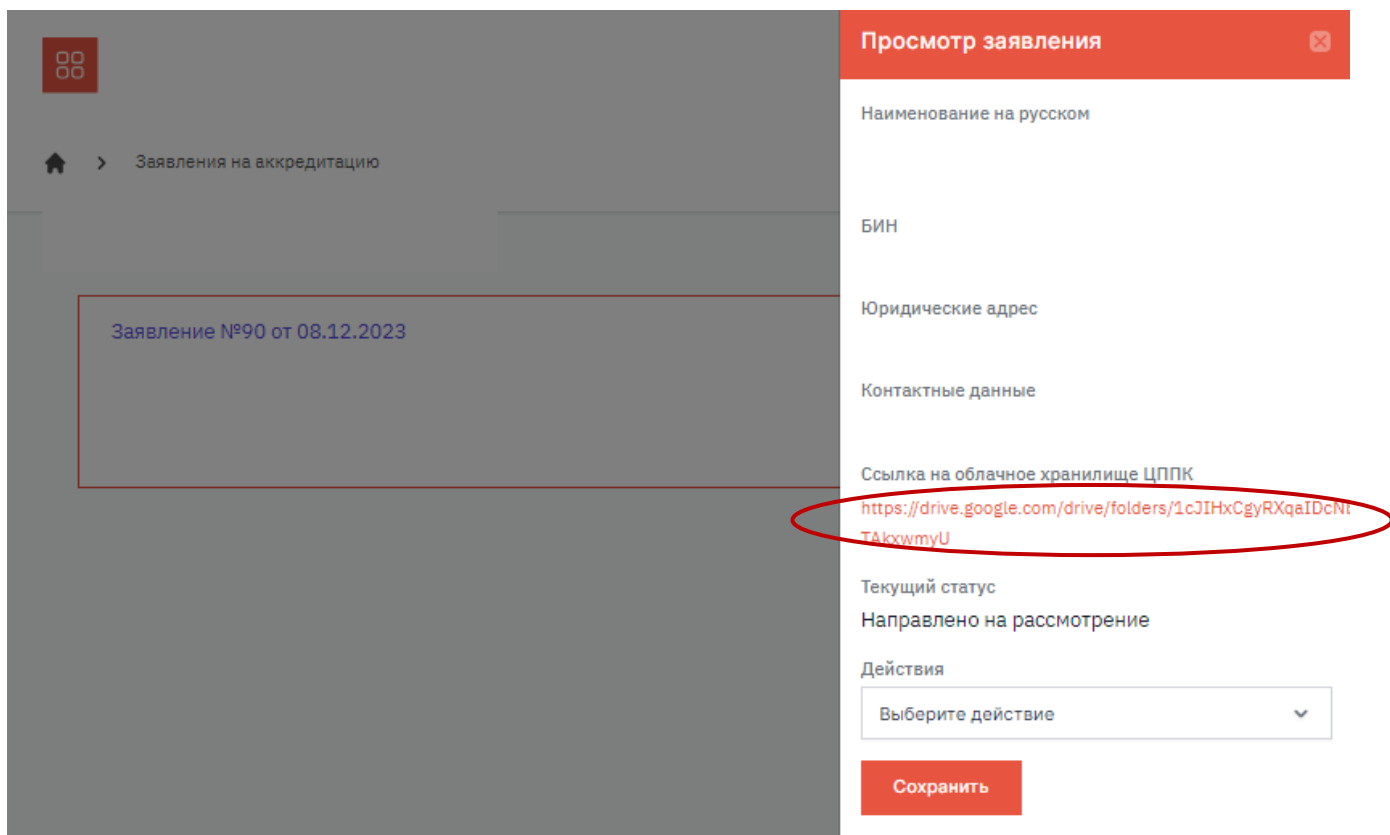 Просмотр заявления
Наименование на русском
Заявления на аккредитацию
БИН
Юридические адрес
Заявление №90 от 08.12.2023
Контактные данные
Ссылка на облачное хранилище ЦППК
https://drive.google.com/drive/folders/1cJIHxCgyRXqaIDcN
TAkxwmyU
Текущий статус
Направлено на рассмотрение
Действия
Выберите действие
Сохранить